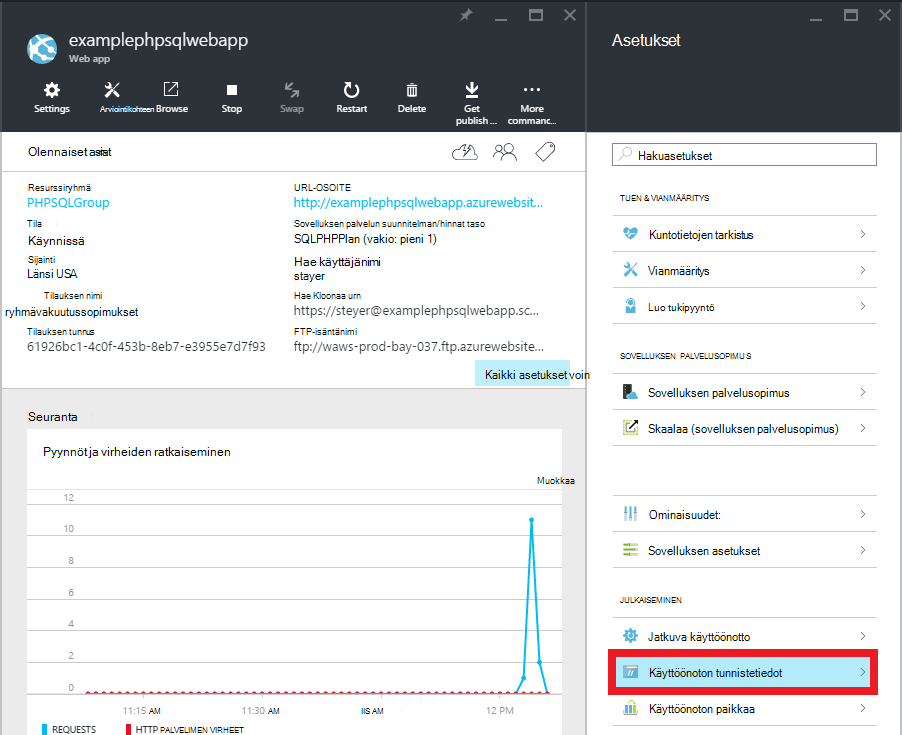 examplephpsqlwebapp
Web app
Settings
Arviointikohteen
Browse
Stop
Swap
Restart
Delete
Get
publish ...
More
commanc...
Olennaiset
Resurssiryhmä
PHPSQLGroup
Tila
Käynnissä
Sijainti
Länsi USA
Tilauksen nimi
ryhmävakuutussopimukset
Tilauksen tunnus
61926bc1-4c0f-453b-8eb7-e3955e7d7f93
URL-OSOITE
http://examplephpsqlwebapp.azurewebsit...
Sovelluksen palvelun suunnitelman/hinnat taso
SQLPHPPlan (vakio: pieni 1)
Hae käyttäjänimi
stayer
Hae Kloonaa urn
https://steyer@examplephpsqlwebapp.sc...
FTP-isäntänimi
ftp://waws-prod-bay-037.ftp.azurewebsite...
Kaikki asetukset voin
Seuranta
Pyynnöt ja virheiden ratkaiseminen
Muokkaa
12
10
8
6
4
2
0
11:15 AM
11:30 AM
IIS AM
12 PM
REQUESTS
HTTP PALVELIMEN VIRHEET
Asetukset
Hakuasetukset
TUEN & VIANMÄÄRITYS
Kuntotietojen tarkistus
Vianmääritys
Luo tukipyyntö
SOVELLUKSEN PALVELUSOPIMUS
Sovelluksen palvelusopimus
Skaalaa (sovelluksen palvelusopimus)
Ominaisuudet:
Sovelluksen asetukset
JULKAISEMINEN
Jatkuva käyttöönotto
Käyttöönoton tunnistetiedot
Käyttöönoton paikkaa